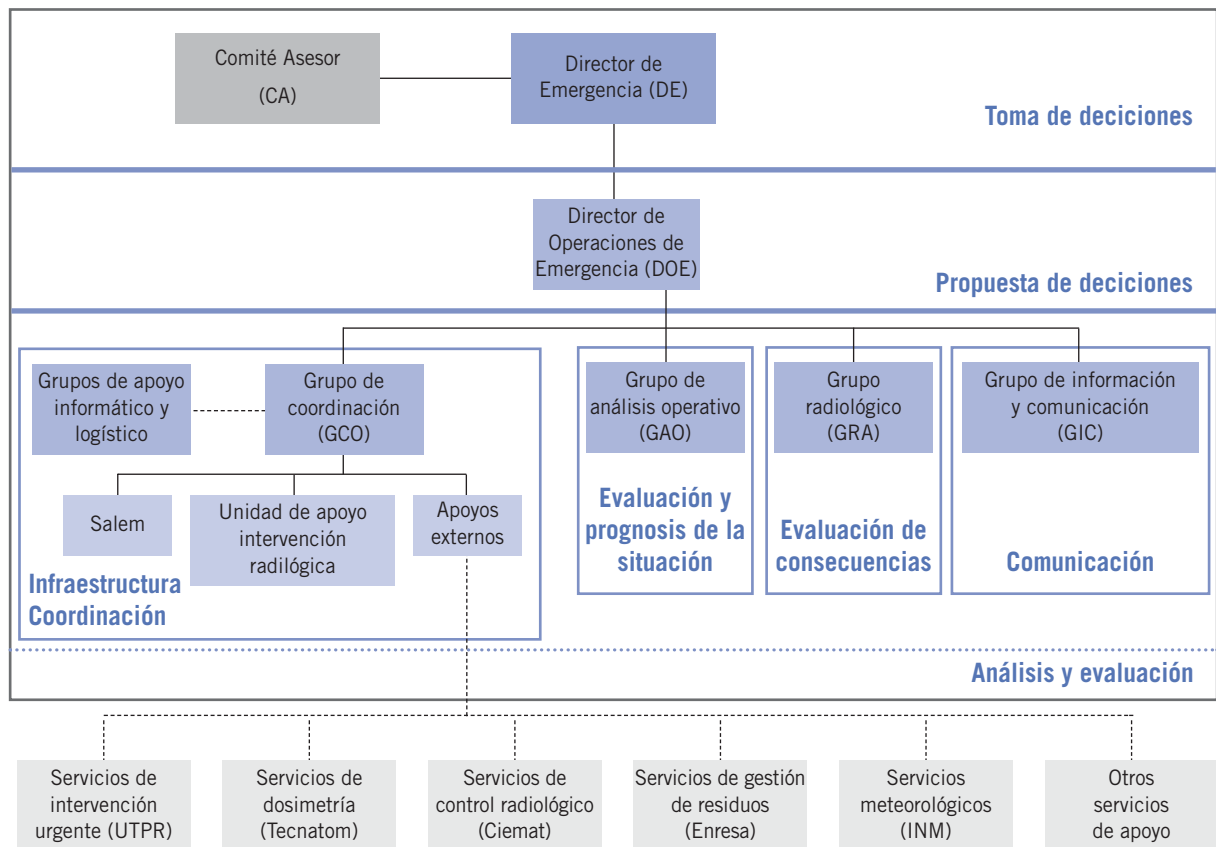 Comité Asesor
(CA)
Director de
Emergencia (DE)
Toma de deciciones
Director de
Operaciones de
Emergencia (DOE)
Propuesta de deciciones
Grupos de apoyo
informático y
logístico
Grupo de
coordinación
(GCO)
Grupo de
análisis operativo
(GAO)
Grupo
radiológico
(GRA)
Grupo de información
y comunicación
(GIC)
Salem
Unidad de apoyo
intervención
radilógica
Apoyos
externos
Infraestructura
Coordinación
Evaluación y
prognosis de la
situación
Evaluación de
consecuencias
Comunicación
Análisis y evaluación
Servicios de
intervención
urgente (UTPR)
Servicios de
dosimetría
(Tecnatom)
Servicios de
control radiológico
(Ciemat)
Servicios de gestión
de residuos
(Enresa)
Servicios
meteorológicos
(INM)
Otros
servicios
de apoyo